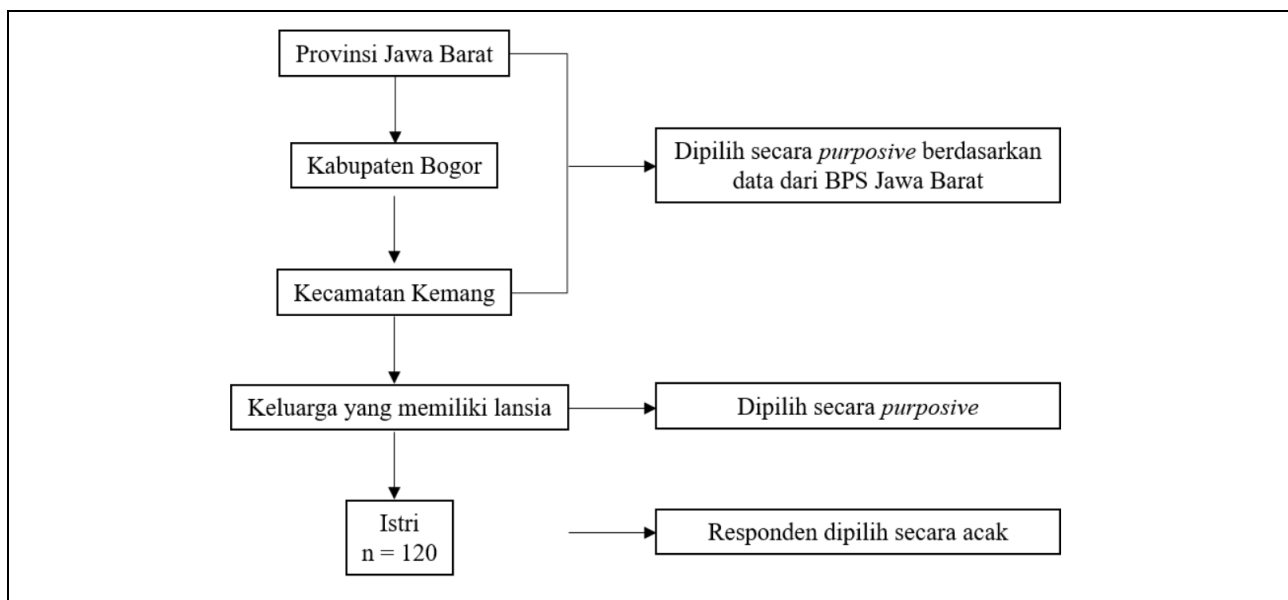 Provinsi Jawa Barat
Kabupaten Bogor
Dipilih secara purposive berdasarkan
data dari BPS Jawa Barat
Kecamatan Kemang
Keluarga yang memiliki lansia
Dipilih secara purposive
Istri
n = 120
Responden dipilih secara acak